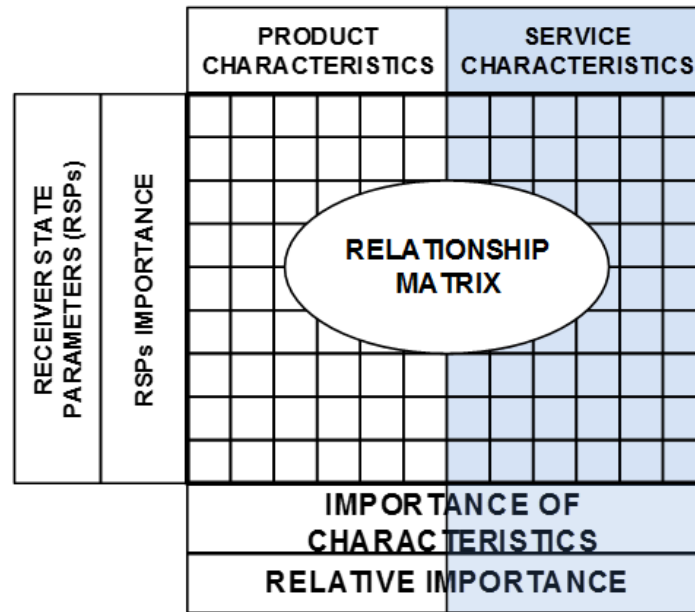 PRODUCT
CHARACTERISTICS
SERVICE
CHARACTERISTICS
RECEIVER STATE
PARAMETERS (RSPs)
RSPs IMPORTANCE
RELATIONSHIP
MATRIX
IMPORTANCE OF
CHARACTERISTICS
RELATIVE IMPORTANCE